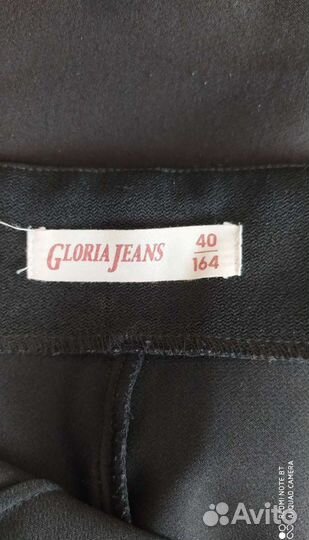 GLORIA JEANS
40
164
REDMI NOTE 8T
AI QUAD CAMERA
Avito